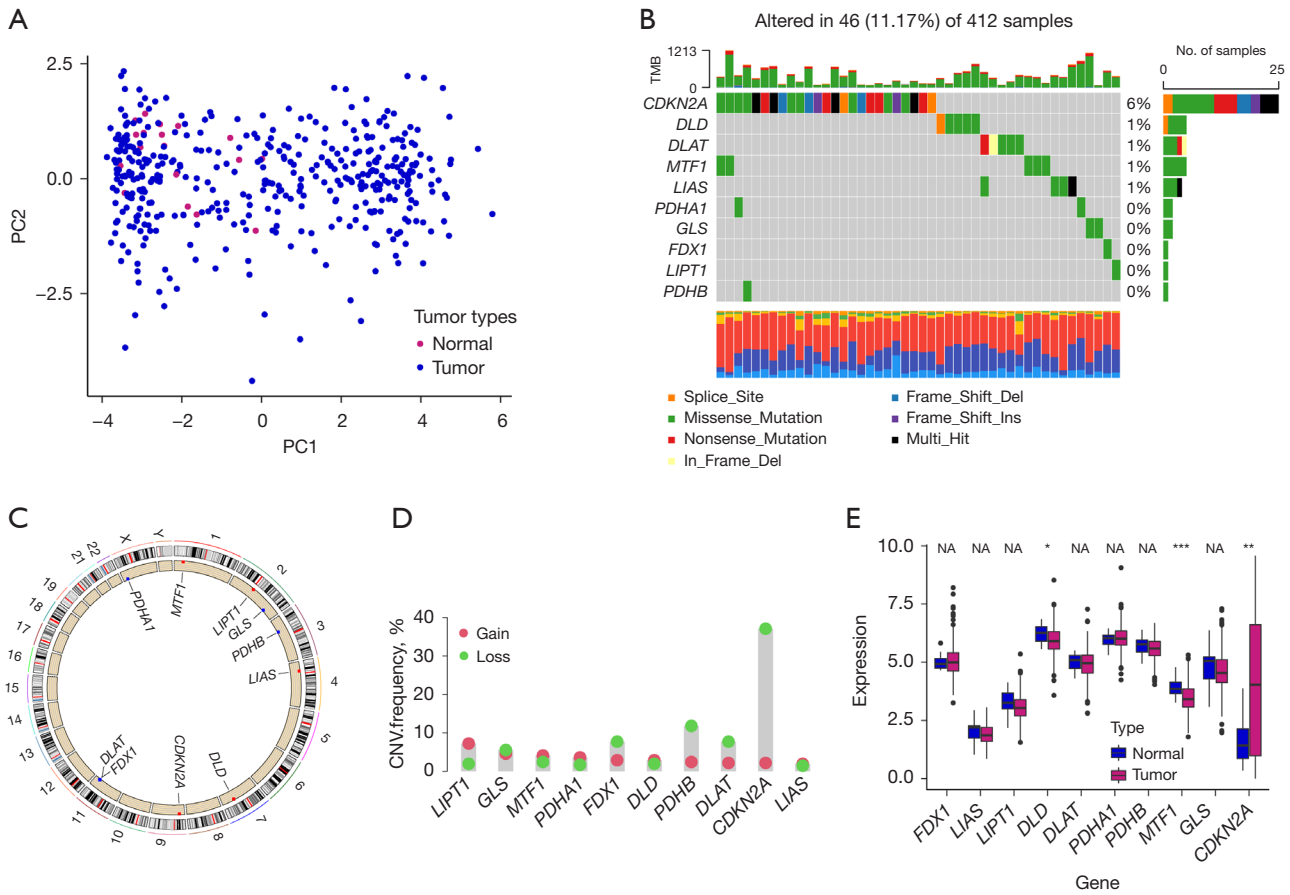 A
2.5
0.0
−2.5
PC2
−4
−2
0
2
4
6
PC1
Tumor types
Normal
Tumor
B
Altered in 46 (11.17%) of 412 samples
1213
0
TMB
No. of samples
0
25
CDKN2A
6%
DLD
1%
DLAT
1%
MTF1
1%
LIAS
1%
PDHA1
0%
GLS
0%
FDX1
0%
LIPT1
0%
PDHB
0%
Splice_Site
Missense_Mutation
Nonsense_Mutation
In_Frame_Del
Frame_Shift_Del
Frame_Shift_Ins
Multi_Hit
C
1
2
3
4
5
6
7
8
9
10
11
12
13
14
15
16
17
18
19
21
22
X
Y
MTF1
LIPT1
GLS
PDHB
LIAS
DLD
CDKN2A
FDX1
DLAT
PDHA1
D
40
30
20
10
0
CNV.frequency, %
Gain
Loss
LIPT1
GLS
MTF1
PDHA1
FDX1
DLD
PDHB
DLAT
CDKN2A
LIAS
E
NA
NA
NA
*
NA
NA
NA
***
NA
**
10.0
7.5
5.0
2.5
0.0
Expression
Type
Normal
Tumor
FDX1
LIAS
LIPT1
DLD
DLAT
PDHA1
PDHB
MTF1
GLS
CDKN2A
Gene